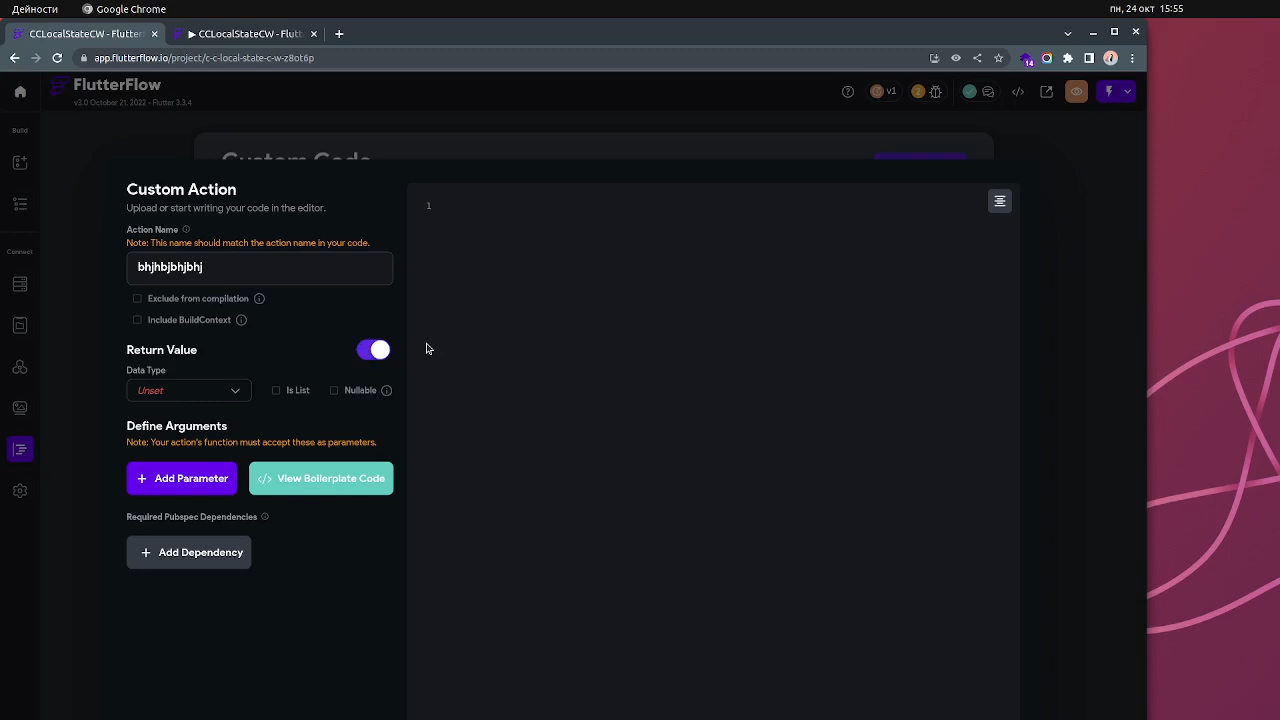 Дейности
Google Chrome
пн, 24 окт 15:55
CCLocalStateCW - Flutter
▶ CCLocalStateCW - Flutt
app.flutterflow.io/project/c-c-local-state-c-w-z8ot6p
14
FlutterFlow
v3.0 October 21, 2022 - Flutter 3.3.4
v1
2
Build
Connect
Custom Code
Custom Action
Upload or start writing your code in the editor.
Action Name
Note: This name should match the action name in your code.
bhjhbjbhjbhj
Exclude from compilation
Include BuildContext
Return Value
Data Type
Unset
Is List
Nullable
Define Arguments
Note: Your action's function must accept these as parameters.
+ Add Parameter
</> View Boilerplate Code
Required Pubspec Dependencies
+ Add Dependency
1